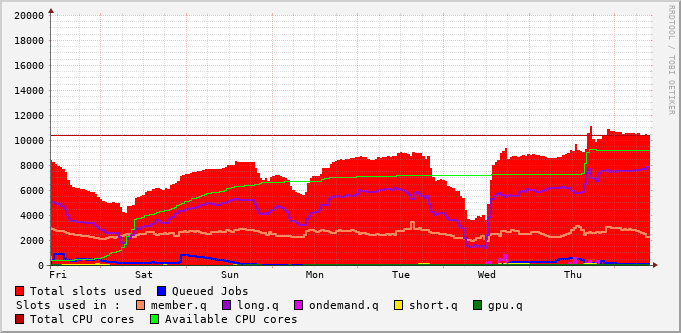 RRDTOOL / TOBI OETIKER
20000
18000
16000
14000
12000
10000
8000
6000
4000
2000
0
Fri Sat Sun Mon Tue Wed Thu
Total slots used Queued Jobs
Slots used in : member.q long.q ondemand.q short.q gpu.q
Total CPU cores Available CPU cores